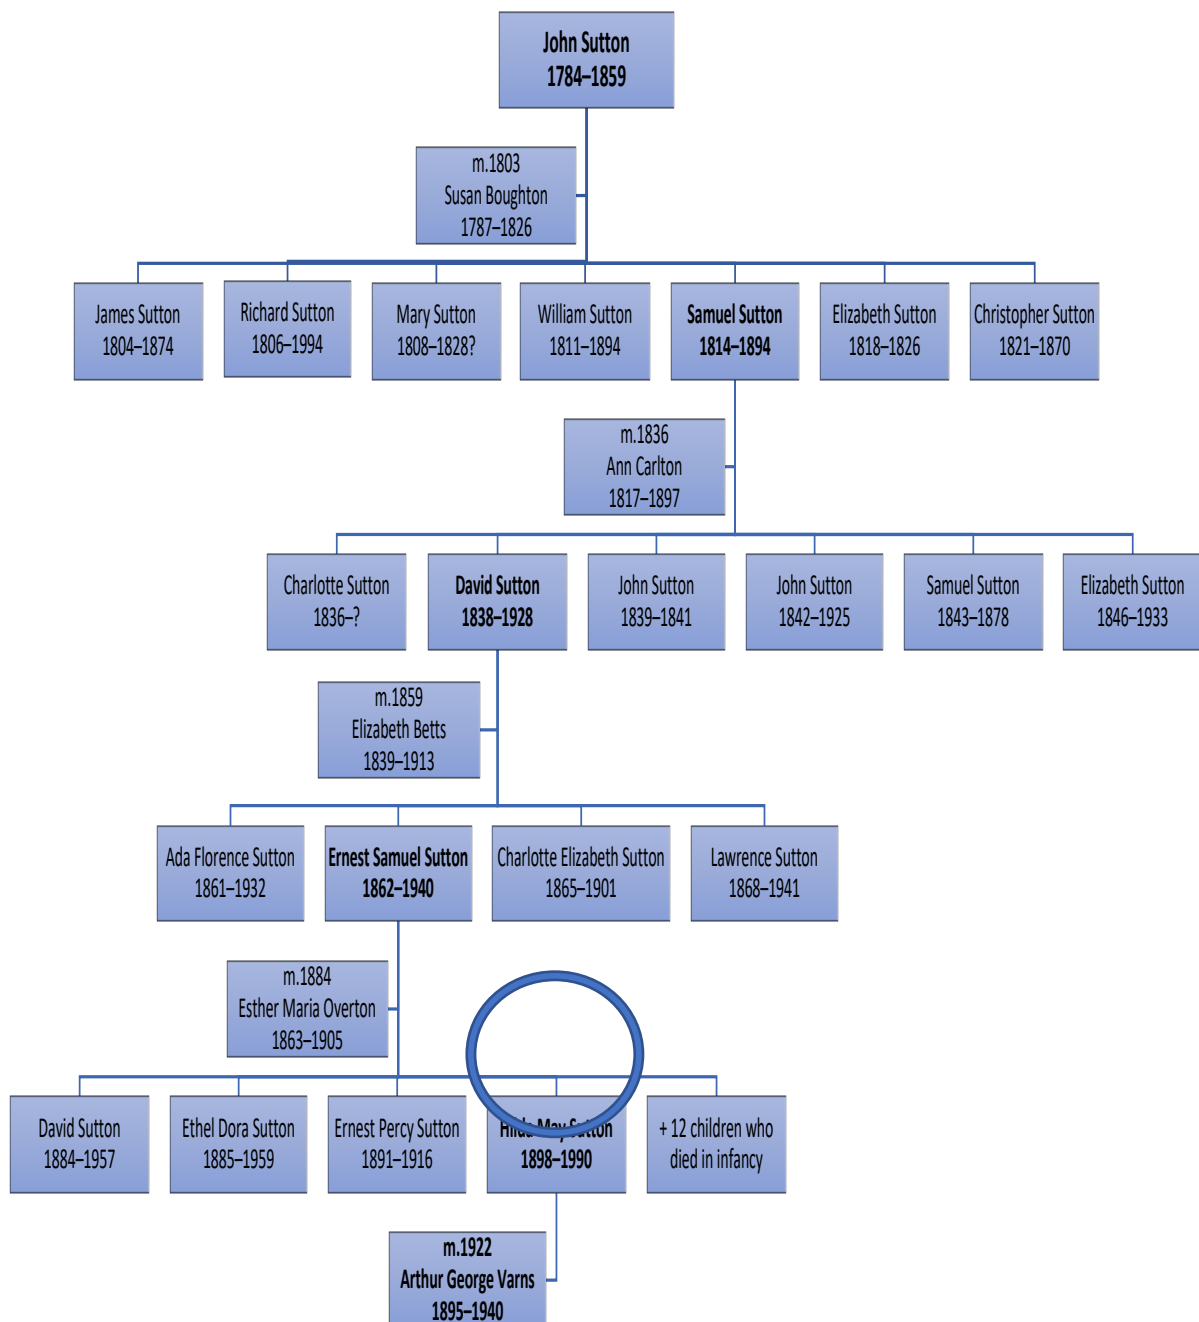 John Sutton
1784–1859
m.1803
Susan Boughton
1787–1826
James Sutton
1804–1874
Richard Sutton
1806–1994
Mary Sutton
1808–1828?
William Sutton
1811–1894
Samuel Sutton
1814–1894
Elizabeth Sutton
1818–1826
Christopher Sutton
1821–1870
m.1836
Ann Carlton
1817–1897
Charlotte Sutton
1836–?
David Sutton
1838–1928
John Sutton
1839–1841
John Sutton
1842–1925
Samuel Sutton
1843–1878
Elizabeth Sutton
1846–1933
m.1859
Elizabeth Betts
1839–1913
Ada Florence Sutton
1861–1932
Ernest Samuel Sutton
1862–1940
Charlotte Elizabeth Sutton
1865–1901
Lawrence Sutton
1868–1941
m.1884
Esther Maria Overton
1863–1905
David Sutton
1884–1957
Ethel Dora Sutton
1885–1959
Ernest Percy Sutton
1891–1916
Hilda May Sutton
1898–1990
+ 12 children who
died in infancy
m.1922
Arthur George Varns
1895–1940